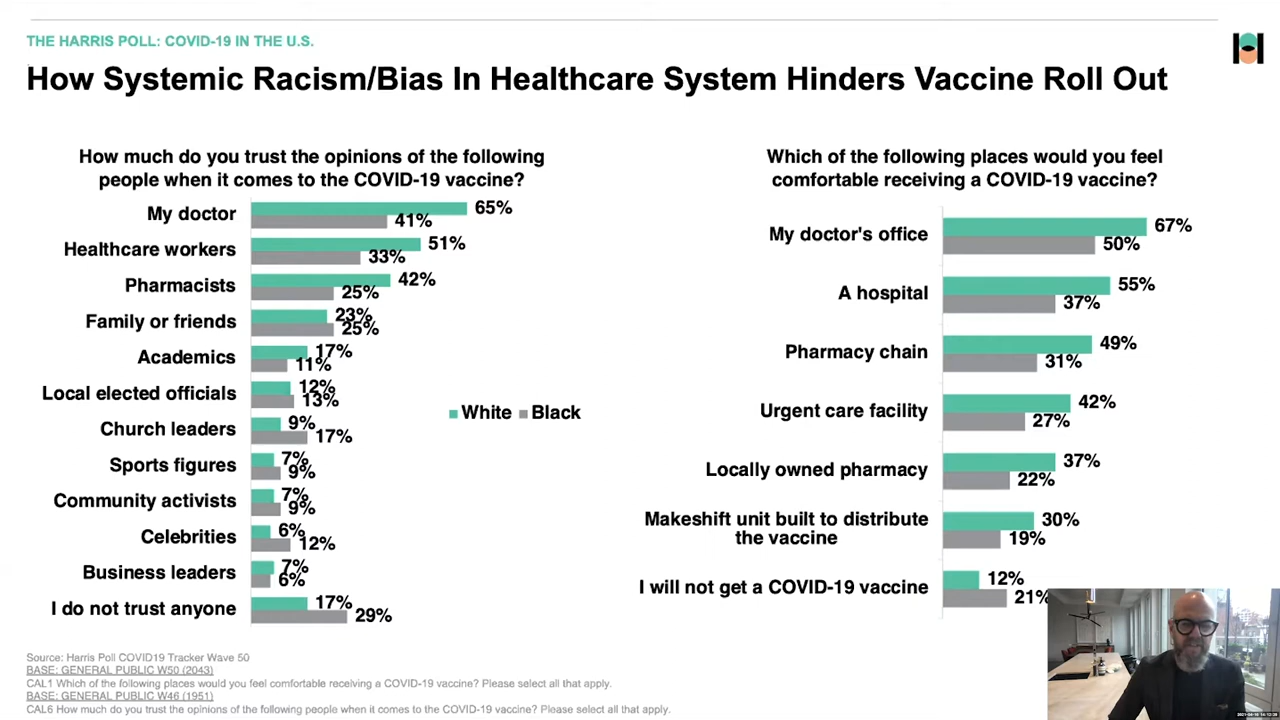 THE HARRIS POLL: COVID-19 IN THE U.S.
How Systemic Racism/Bias In Healthcare System Hinders Vaccine Roll Out
How much do you trust the opinions of the following
people when it comes to the COVID-19 vaccine?
My doctor 65% 41%
Healthcare workers 51% 33%
Pharmacists 42% 25%
Family or friends 23% 25%
Academics 17% 11%
Local elected officials 12% 13%
Church leaders 9% 17%
Sports figures 7% 9%
Community activists 7% 9%
Celebrities 6% 12%
Business leaders 7% 6%
I do not trust anyone 17% 29%
White Black
Which of the following places would you feel
comfortable receiving a COVID-19 vaccine?
My doctor's office 67% 50%
A hospital 55% 37%
Pharmacy chain 49% 31%
Urgent care facility 42% 27%
Locally owned pharmacy 37% 22%
Makeshift unit built to distribute
the vaccine 30% 19%
I will not get a COVID-19 vaccine 12% 21%
Source: Harris Poll COVID19 Tracker Wave 50
BASE: GENERAL PUBLIC W50 (2043)
CAL1 Which of the following places would you feel comfortable receiving a COVID-19 vaccine? Please select all that apply.
BASE: GENERAL PUBLIC W46 (1951)
CAL6 How much do you trust the opinions of the following people when it comes to the COVID-19 vaccine? Please select all that apply.